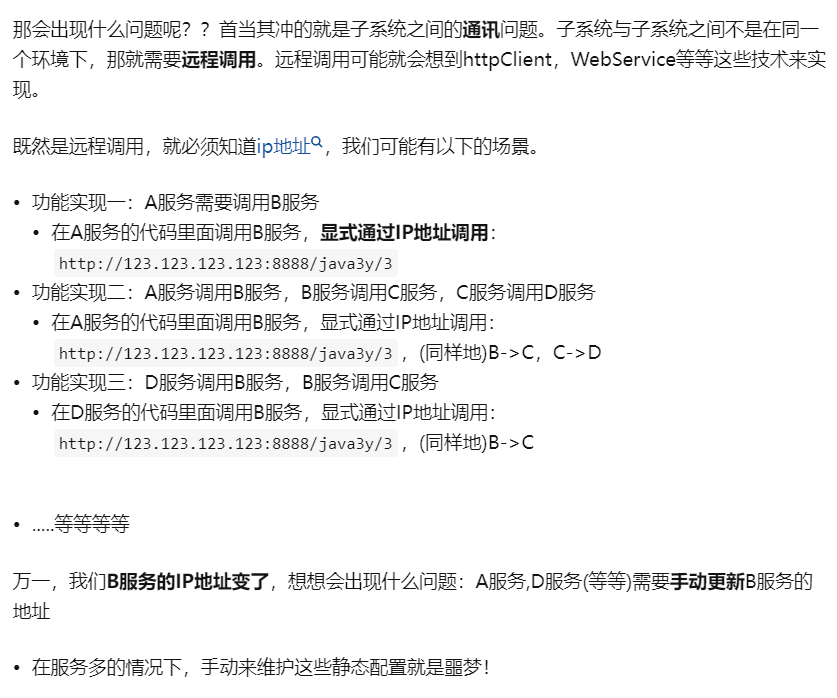 那会出现什么问题呢？？首当其冲的就是子系统之间的通讯问题。子系统与子系统之间不是在同一
个环境下，那就需要远程调用。远程调用可能就会想到httpClient，WebService等等这些技术来实
现。
既然是远程调用，就必须知道ip地址，我们可能有以下的场景。
• 功能实现一：A服务需要调用B服务
• 在A服务的代码里面调用B服务，显式通过IP地址调用：
http://123.123.123.123:8888/java3y/3
• 功能实现二：A服务调用B服务，B服务调用C服务，C服务调用D服务
• 在A服务的代码里面调用B服务，显式通过IP地址调用：
http://123.123.123.123:8888/java3y/3，(同样地)B->C，C->D
• 功能实现三：D服务调用B服务，B服务调用C服务
• 在D服务的代码里面调用B服务，显式通过IP地址调用：
http://123.123.123.123:8888/java3y/3，(同样地)B->C
• .....等等等等
万一，我们B服务的IP地址变了，想想会出现什么问题：A服务,D服务(等等)需要手动更新B服务的
地址
• 在服务多的情况下，手动来维护这些静态配置就是噩梦！